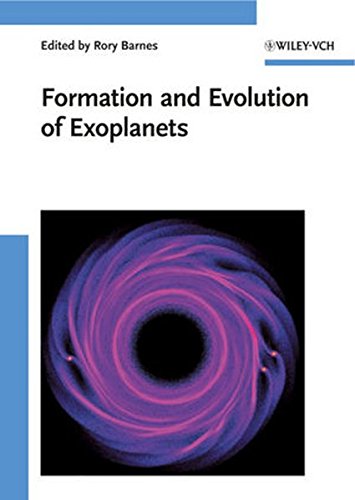 Edited by Rory Barnes
WILEY-VCH
Formation and Evolution
of Exoplanets